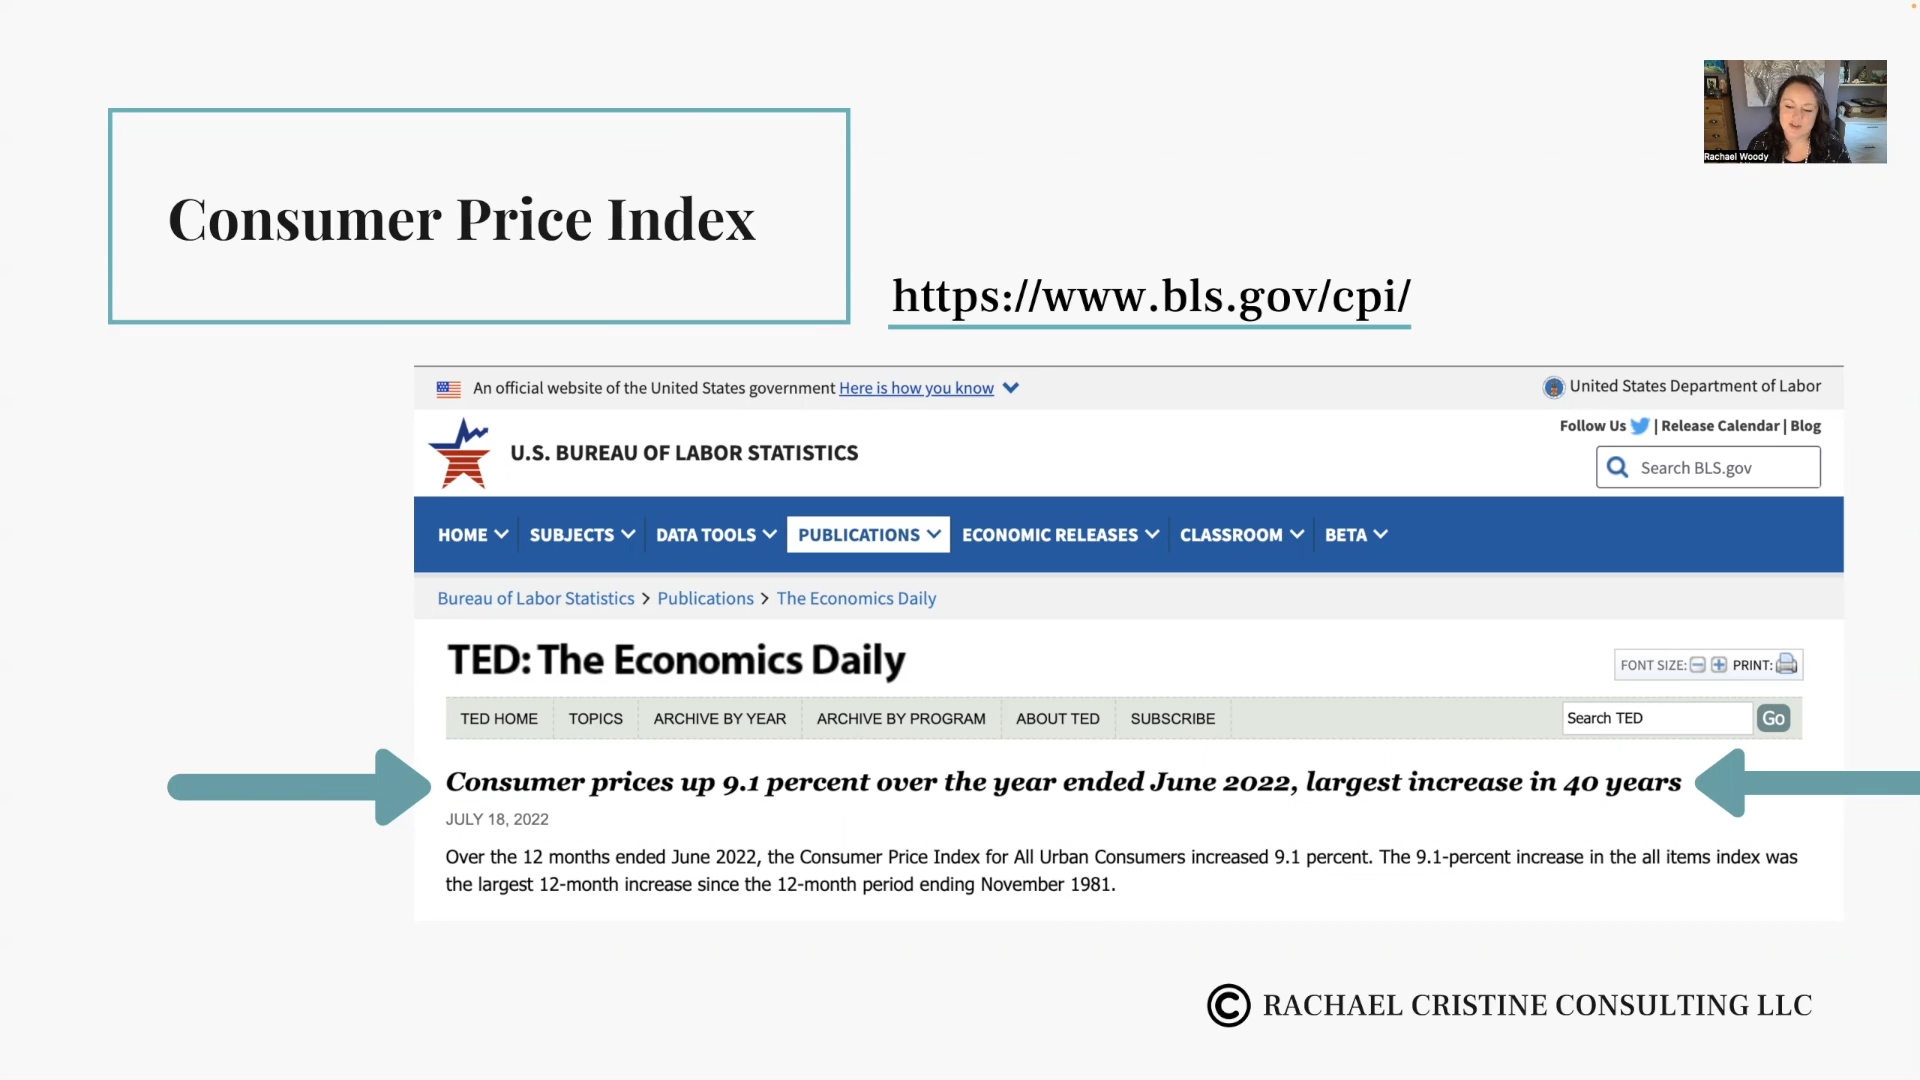 Rachael Woody
Consumer Price Index
https://www.bls.gov/cpi/
An official website of the United States government Here is how you know
United States Department of Labor
Follow Us | Release Calendar | Blog
U.S. BUREAU OF LABOR STATISTICS
Search BLS.gov
HOME SUBJECTS DATA TOOLS PUBLICATIONS ECONOMIC RELEASES CLASSROOM BETA
Bureau of Labor Statistics > Publications > The Economics Daily
TED: The Economics Daily
FONT SIZE: PRINT:
TED HOME TOPICS ARCHIVE BY YEAR ARCHIVE BY PROGRAM ABOUT TED SUBSCRIBE Search TED Go
Consumer prices up 9.1 percent over the year ended June 2022, largest increase in 40 years
JULY 18, 2022
Over the 12 months ended June 2022, the Consumer Price Index for All Urban Consumers increased 9.1 percent. The 9.1-percent increase in the all items index was
the largest 12-month increase since the 12-month period ending November 1981.
© RACHAEL CRISTINE CONSULTING LLC